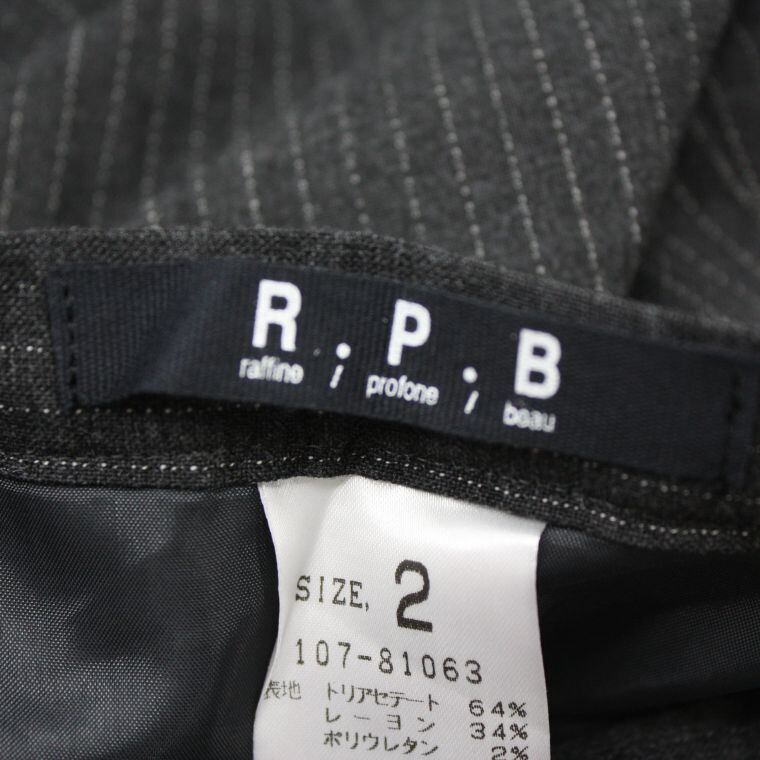 R.P.B
raffine / profone / beau
SIZE, 2
107-81063
表地 トリアセテート 64%
レーヨン 34%
ポリウレタン 2%